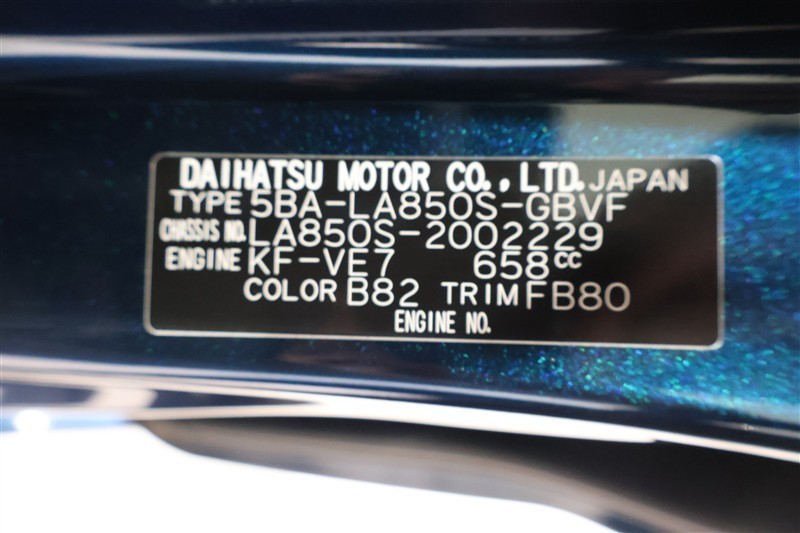 DAIHATSU MOTOR CO., LTD. JAPAN
TYPE 5BA-LA850S-GBVF
CHASSIS NO. LA850S-2002229
ENGINE KF-VE7 658cc
COLOR B82 TRIM FB80
ENGINE NO.